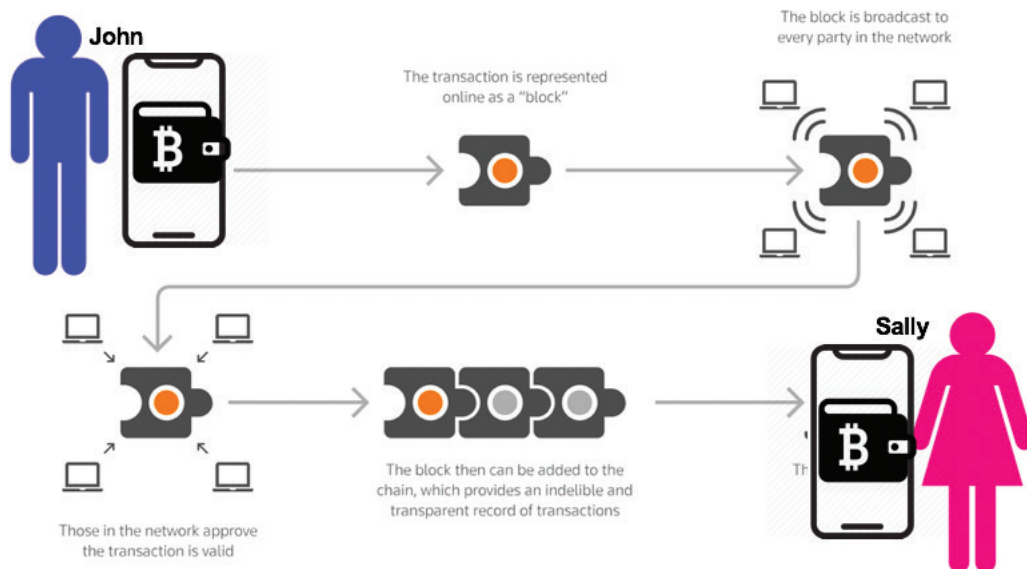 John
The block is broadcast to
every party in the network
The transaction is represented
online as a “block”
₿
Sally
The block then can be added to the
chain, which provides an indelible and
transparent record of transactions
₿
Those in the network approve
the transaction is valid